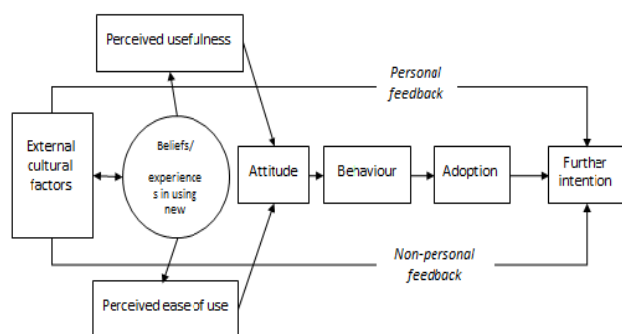 Perceived usefulness
Personal
feedback
External
cultural
factors
Beliefs/
experience
s in using
new
Attitude
Behaviour
Adoption
Further
intention
Non-personal
feedback
Perceived ease of use